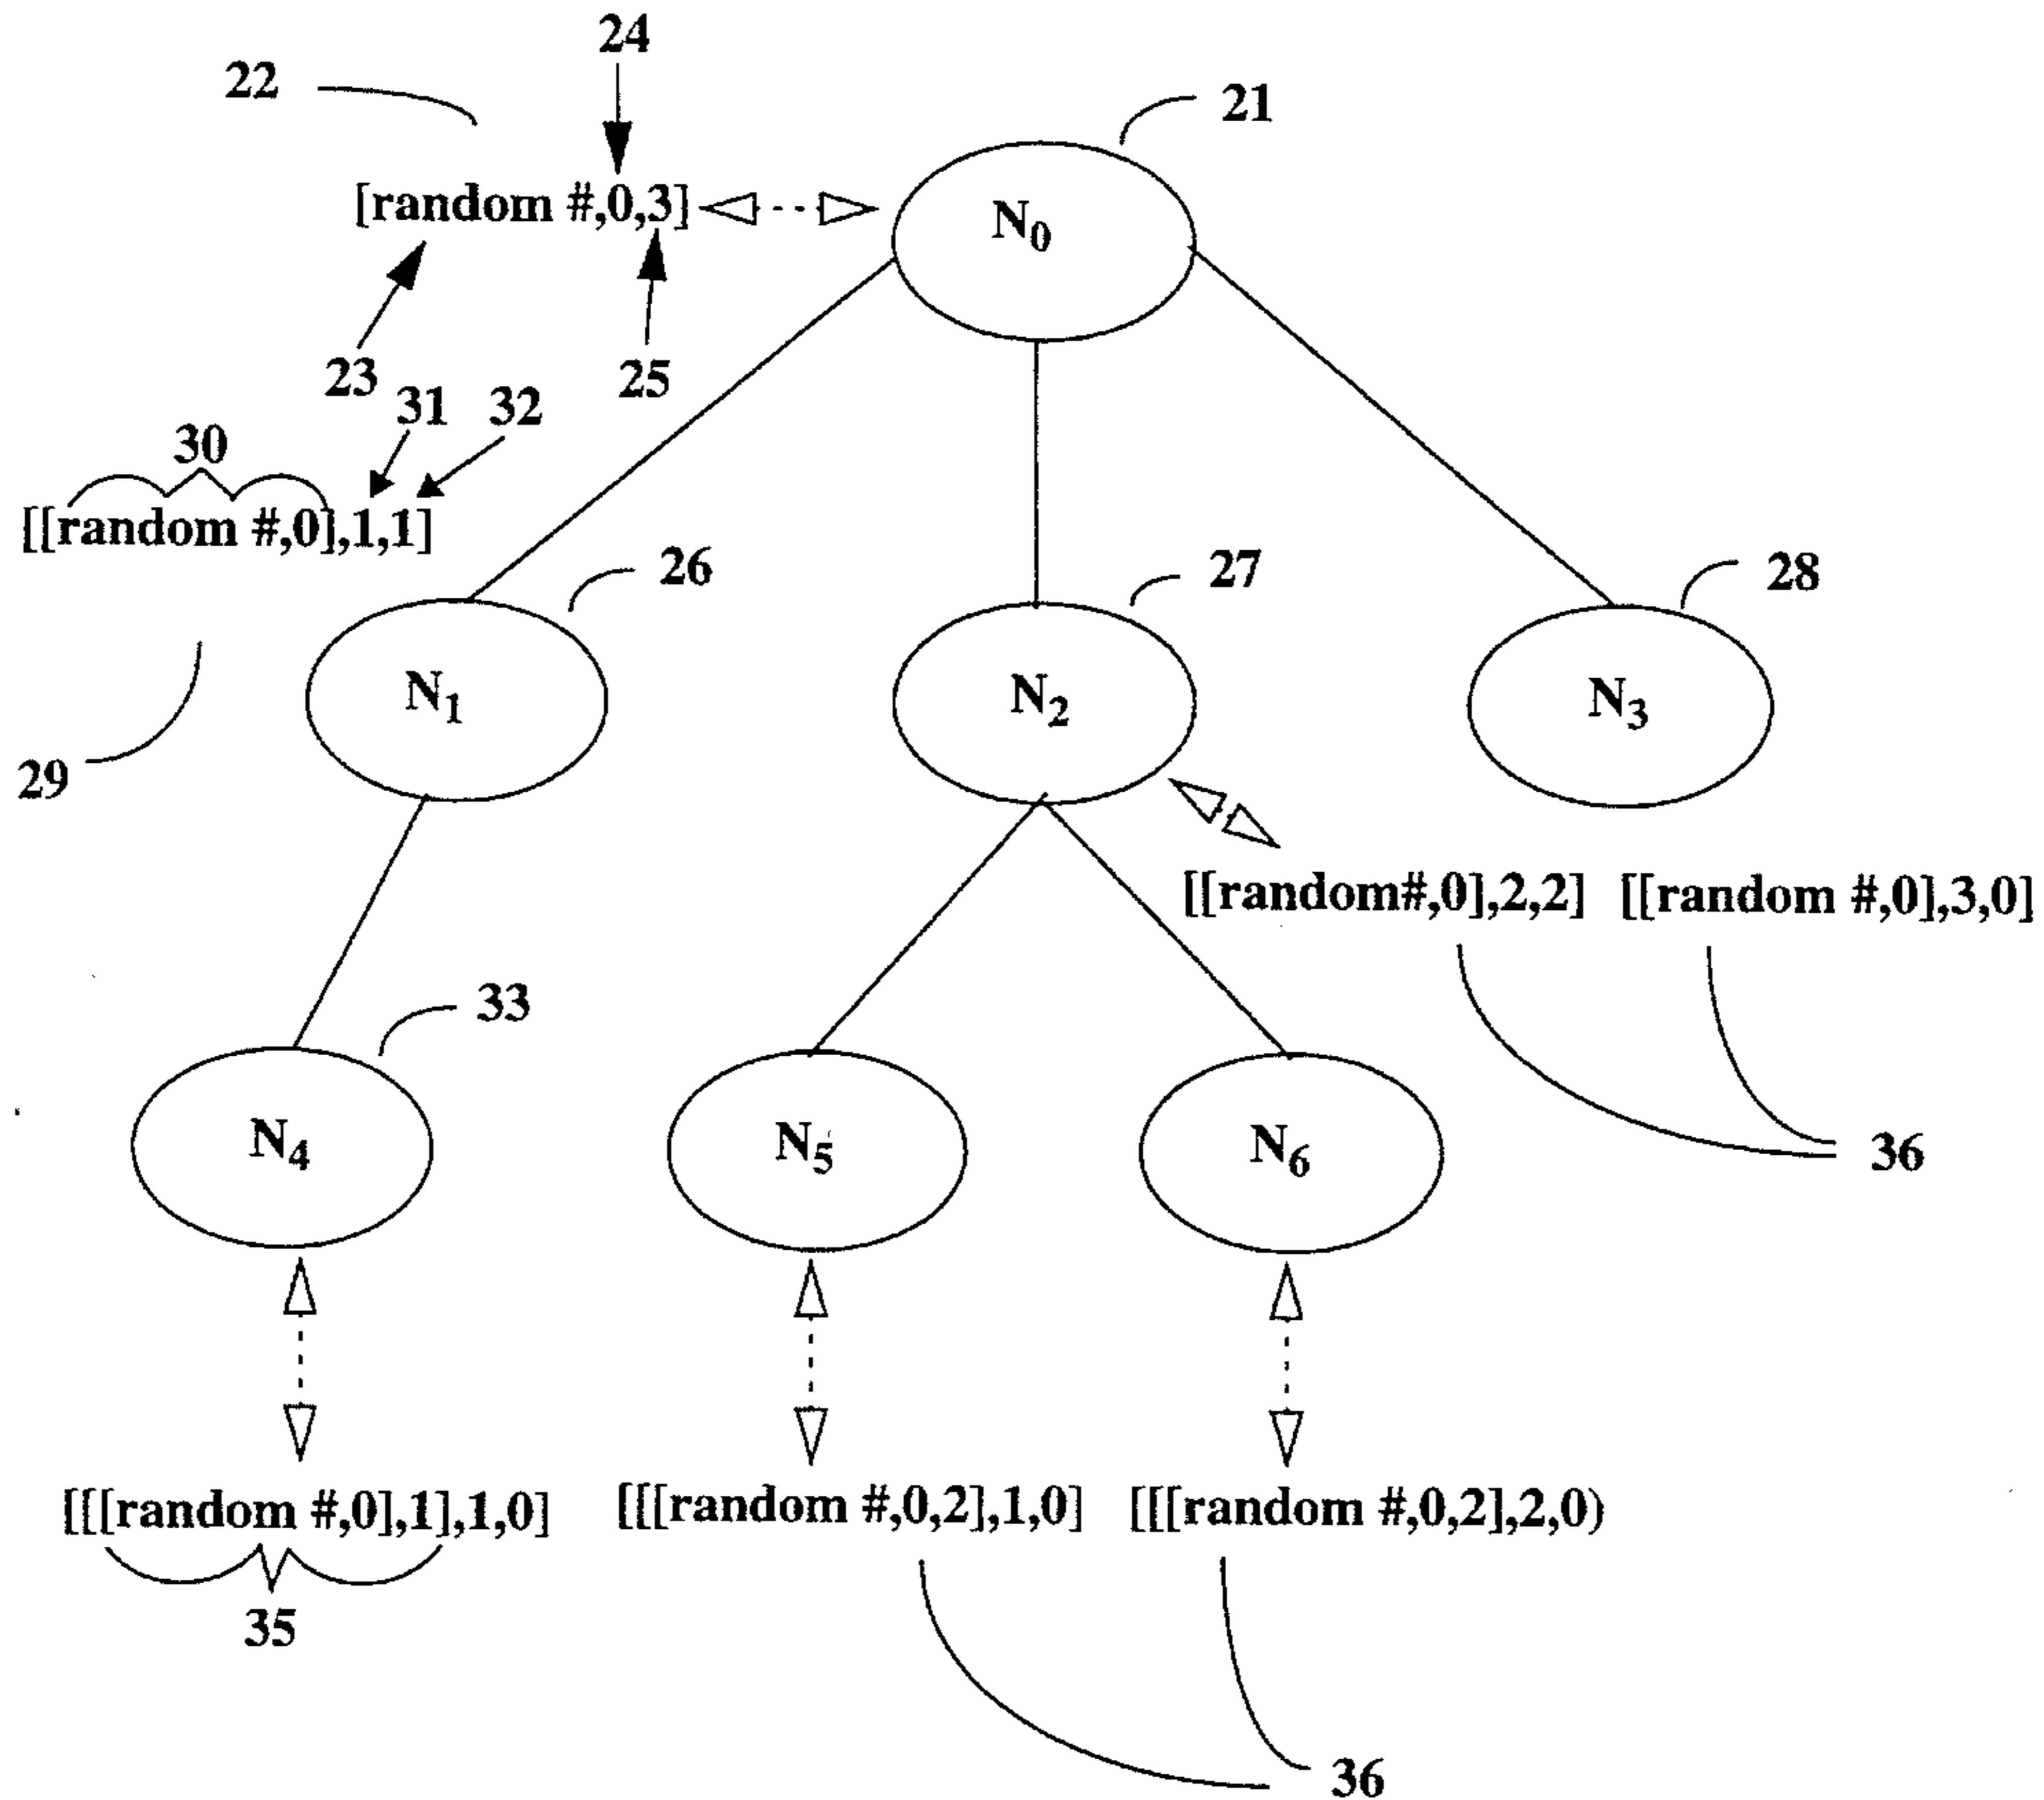 24
22
21
[random #,0,3]
N0
23
25
31
32
30
[[random #,0],1,1]
26
27
28
N1
N2
N3
29
[[random#,0],2,2]
[[random #,0],3,0]
33
N4
N5
N6
36
[[[random #,0],1],1,0]
[[[random #,0,2],1,0]
[[[random #,0,2],2,0)
35
36